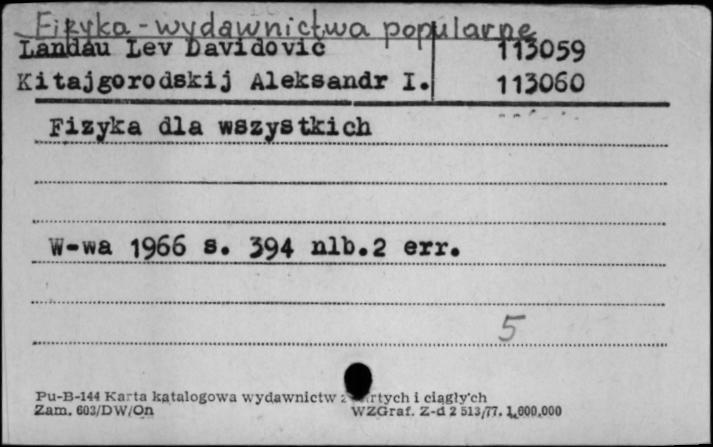 Fizyka - wydawnictwa popularne
Landau Lev Davidovic 113059
Kitajgorodskij Aleksandr I. 113060
Fizyka dla wszystkich
W-wa 1966 s. 394 nlb.2 err.
5
Pu-B-144 Karta katalogowa wydawnictw z rtych i ciągłych
Zam. 603/DW/On WZGraf. Z-d 2 513/77. 1.000.000